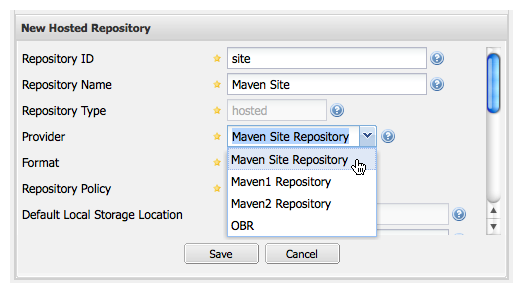 New Hosted Repository
Repository ID site
Repository Name Maven Site
Repository Type hosted
Provider Maven Site Repository
Format Maven Site Repository
Maven1 Repository
Repository Policy Maven2 Repository
Default Local Storage Location
OBR
Save Cancel